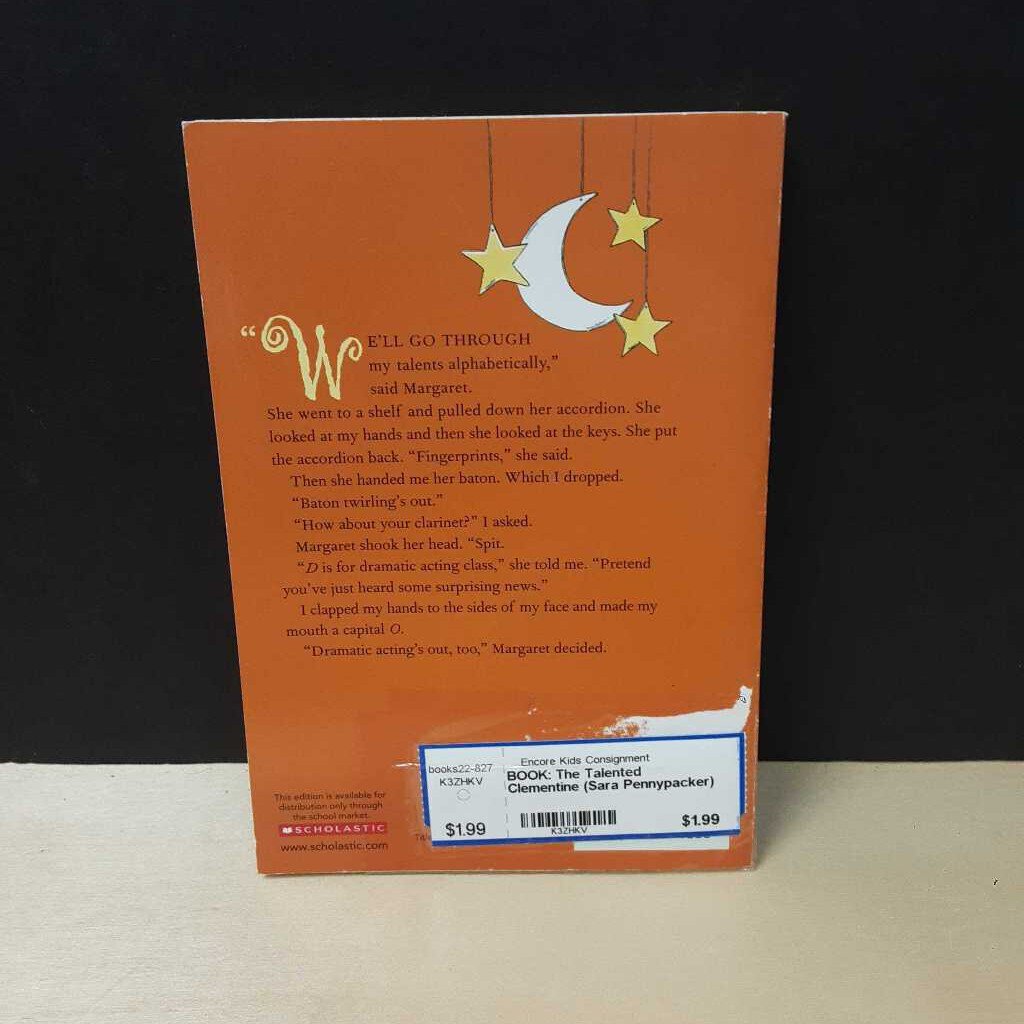 “WE’LL GO THROUGH
my talents alphabetically,”
said Margaret.
She went to a shelf and pulled down her accordion. She
looked at my hands and then she looked at the keys. She put
the accordion back. “Fingerprints,” she said.
Then she handed me her baton. Which I dropped.
“Baton twirling’s out.”
“How about your clarinet?” I asked.
Margaret shook her head. “Spit.
“D is for dramatic acting class,” she told me. “Pretend
you’ve just heard some surprising news.”
I clapped my hands to the sides of my face and made my
mouth a capital O.
“Dramatic acting’s out, too,” Margaret decided.
This edition is available for
distribution only through
the school market.
SCHOLASTIC
www.scholastic.com
books22-827
K3ZHKV
$1.99
Encore Kids Consignment
BOOK: The Talented
Clementine (Sara Pennypacker)
K3ZHKV
$1.99